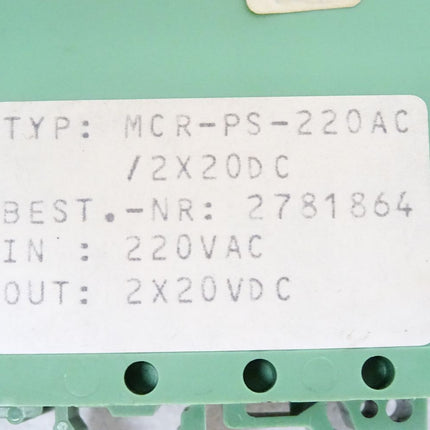 TYP: MCR-PS-220AC
/2X20DC
BEST.-NR: 2781864
IN : 220VAC
OUT: 2X20VDC